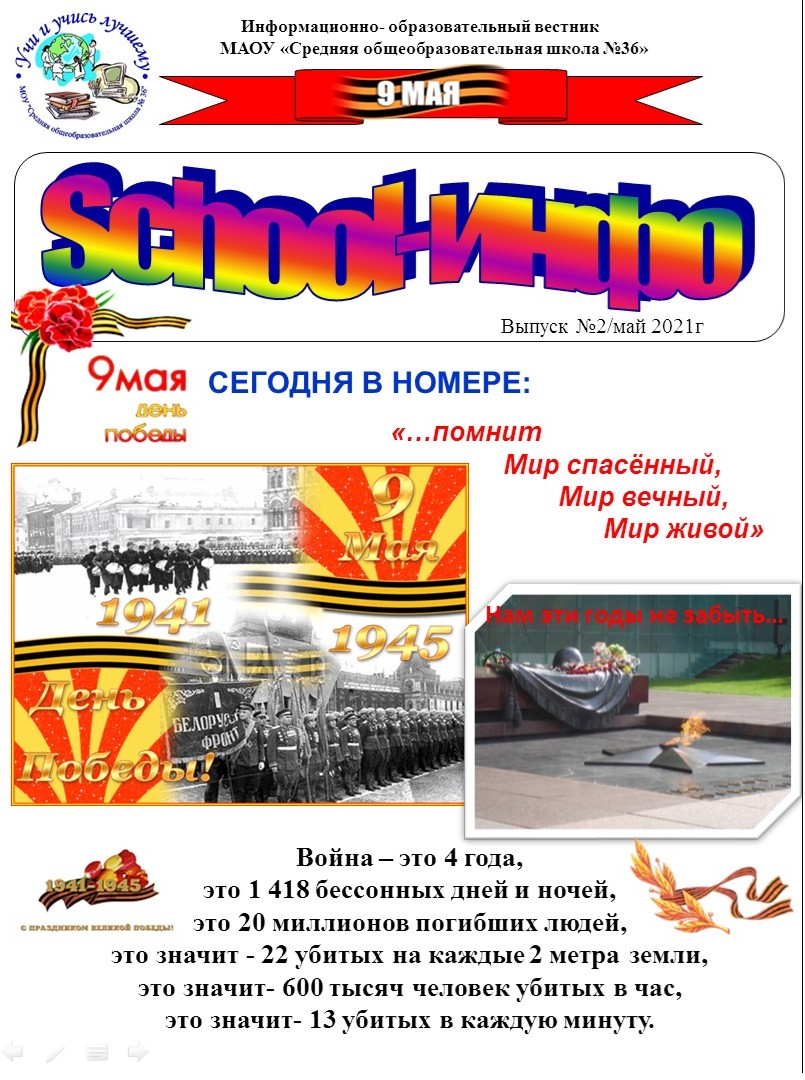 Информационно- образовательный вестник
МАОУ «Средняя общеобразовательная школа №36»
• Учи и учись лучшему •
МОУ "Средняя общеобразовательная школа № 36"
9 МАЯ
School-инфо
Выпуск №2/май 2021г
9мая
день
победы
СЕГОДНЯ В НОМЕРЕ:
«…помнит
Мир спасённый,
Мир вечный,
Мир живой»
9
Мая
1941
1945
1
БЕЛОРУССК
ФРОНТ
День
Победы!
Нам эти годы не забыть…
Война – это 4 года,
это 1 418 бессонных дней и ночей,
это 20 миллионов погибших людей,
это значит - 22 убитых на каждые 2 метра земли,
это значит- 600 тысяч человек убитых в час,
это значит- 13 убитых в каждую минуту.
1941-1945
С ПРАЗДНИКОМ ВЕЛИКОЙ ПОБЕДЫ!